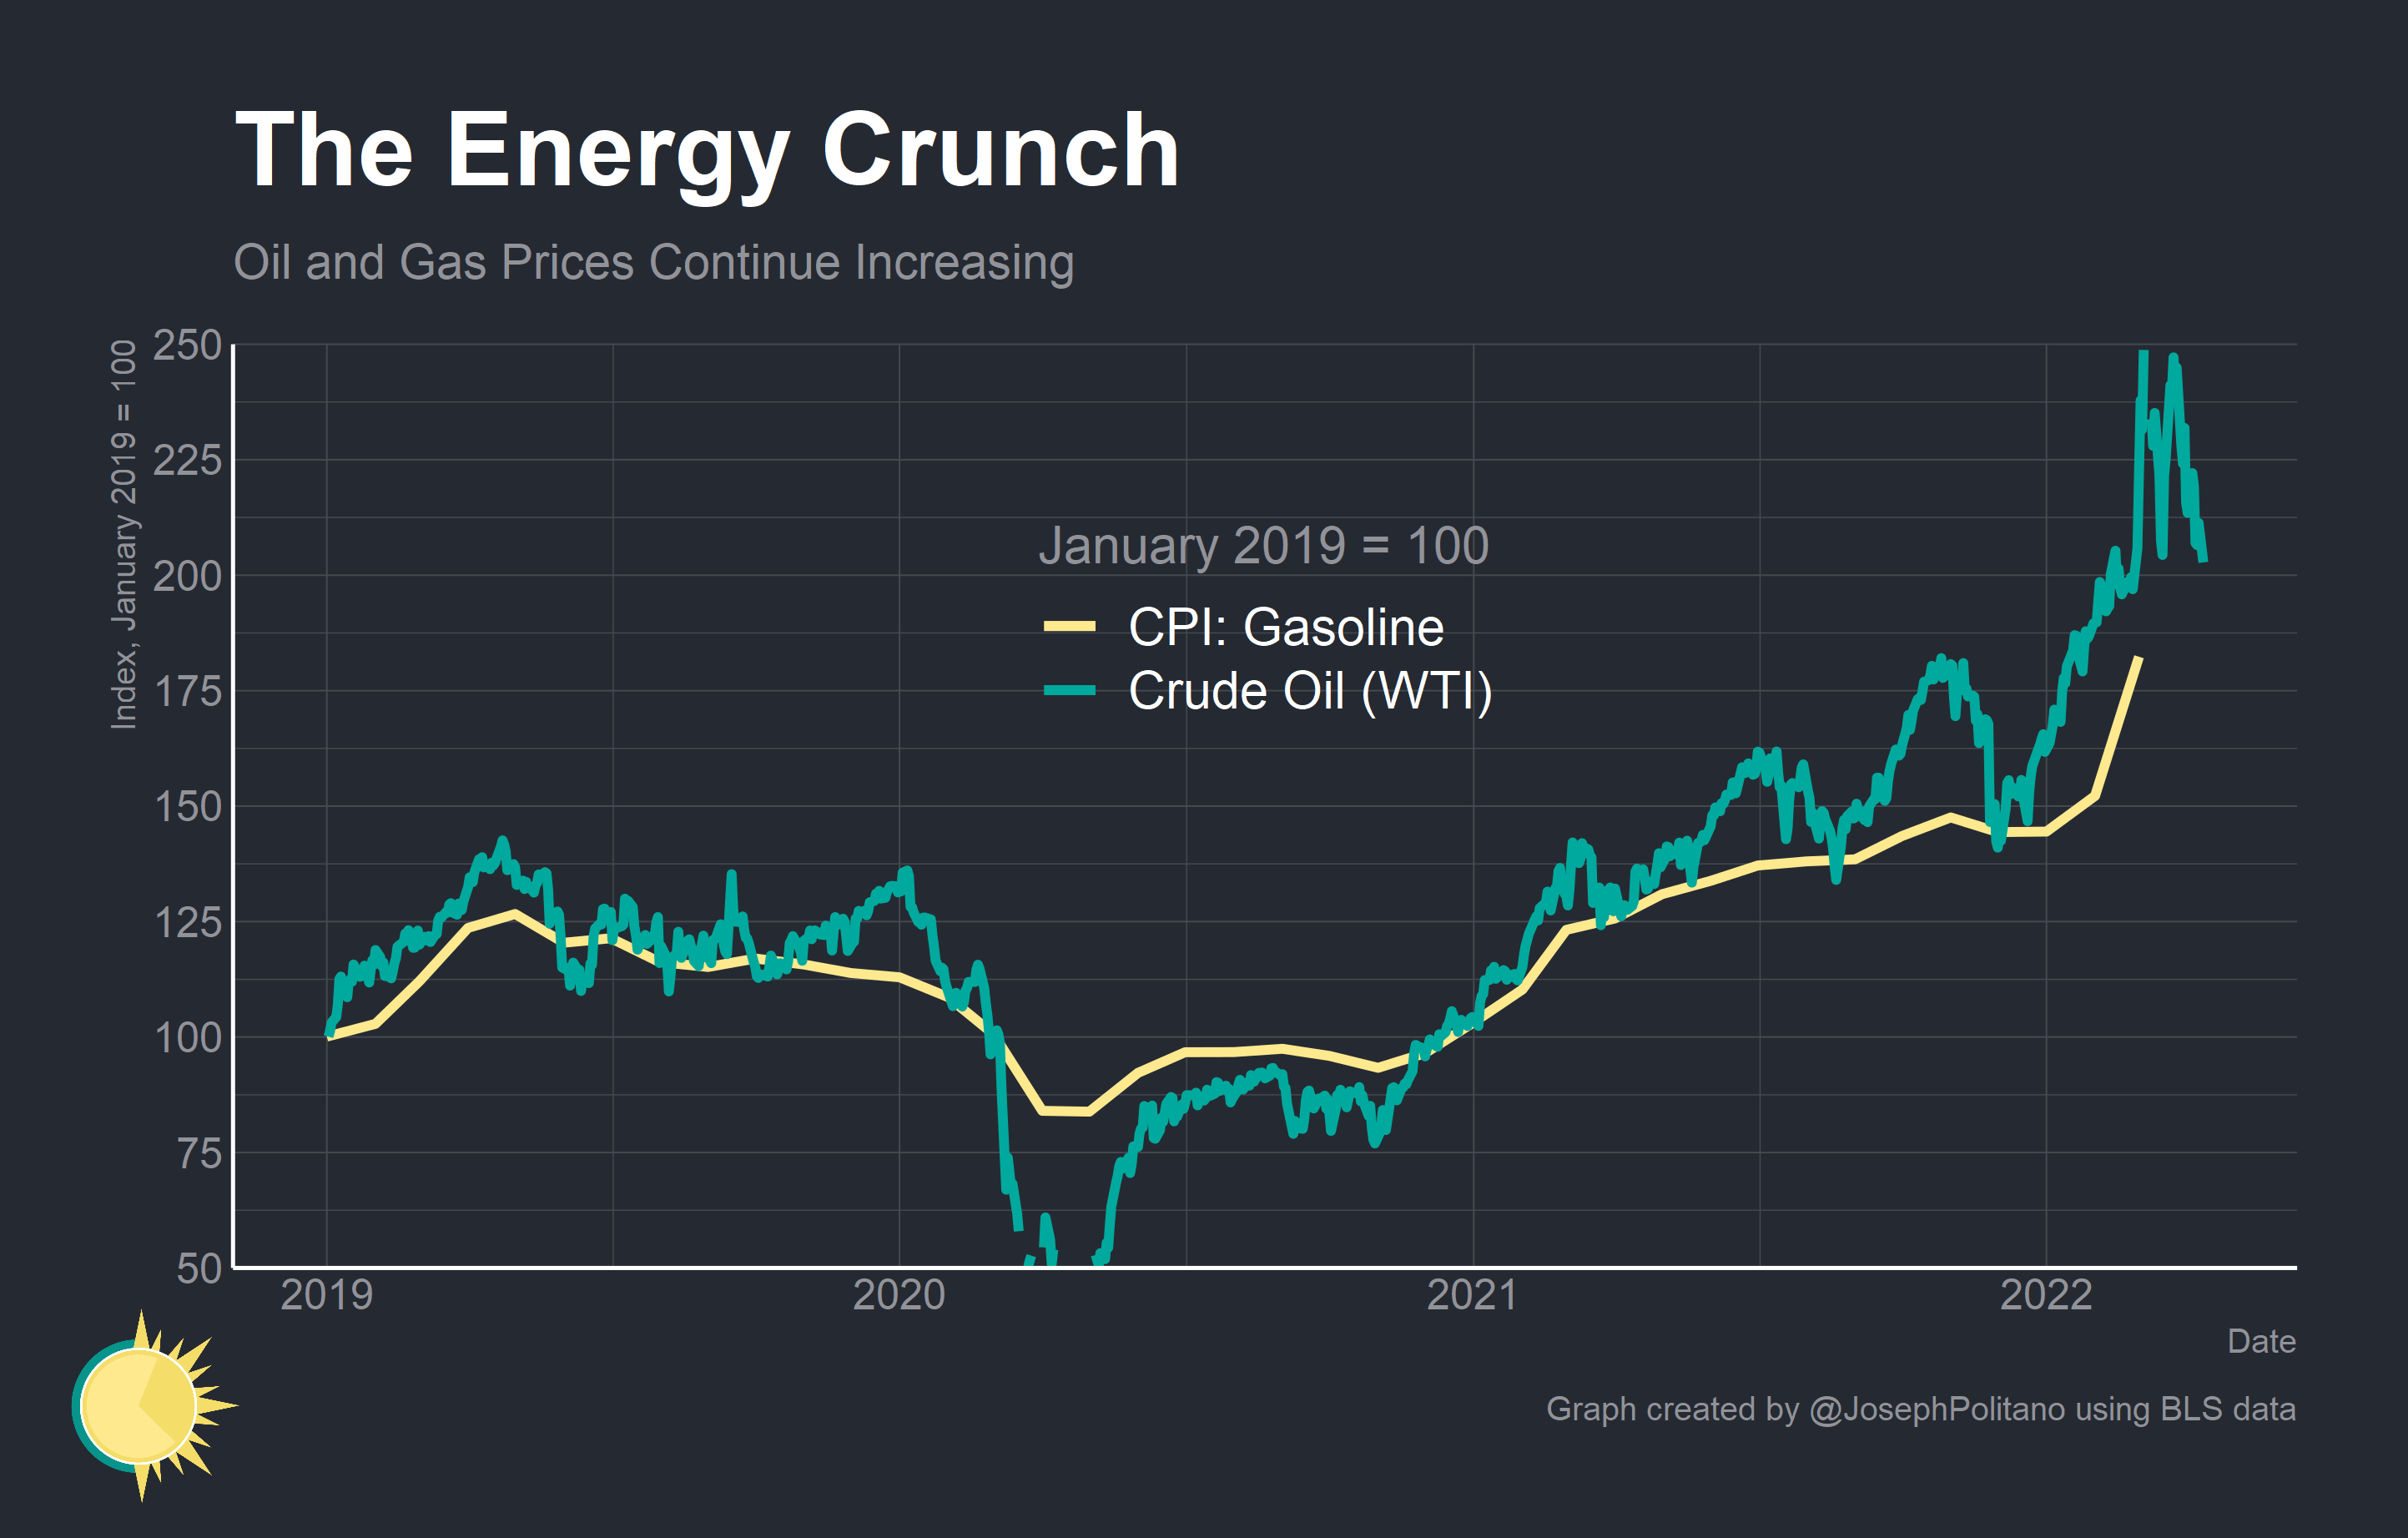 The Energy Crunch
Oil and Gas Prices Continue Increasing
Index, January 2019 = 100
250
225
200
175
150
125
100
75
50
January 2019 = 100
CPI: Gasoline
Crude Oil (WTI)
2019
2020
2021
2022
Date
Graph created by @JosephPolitano using BLS data